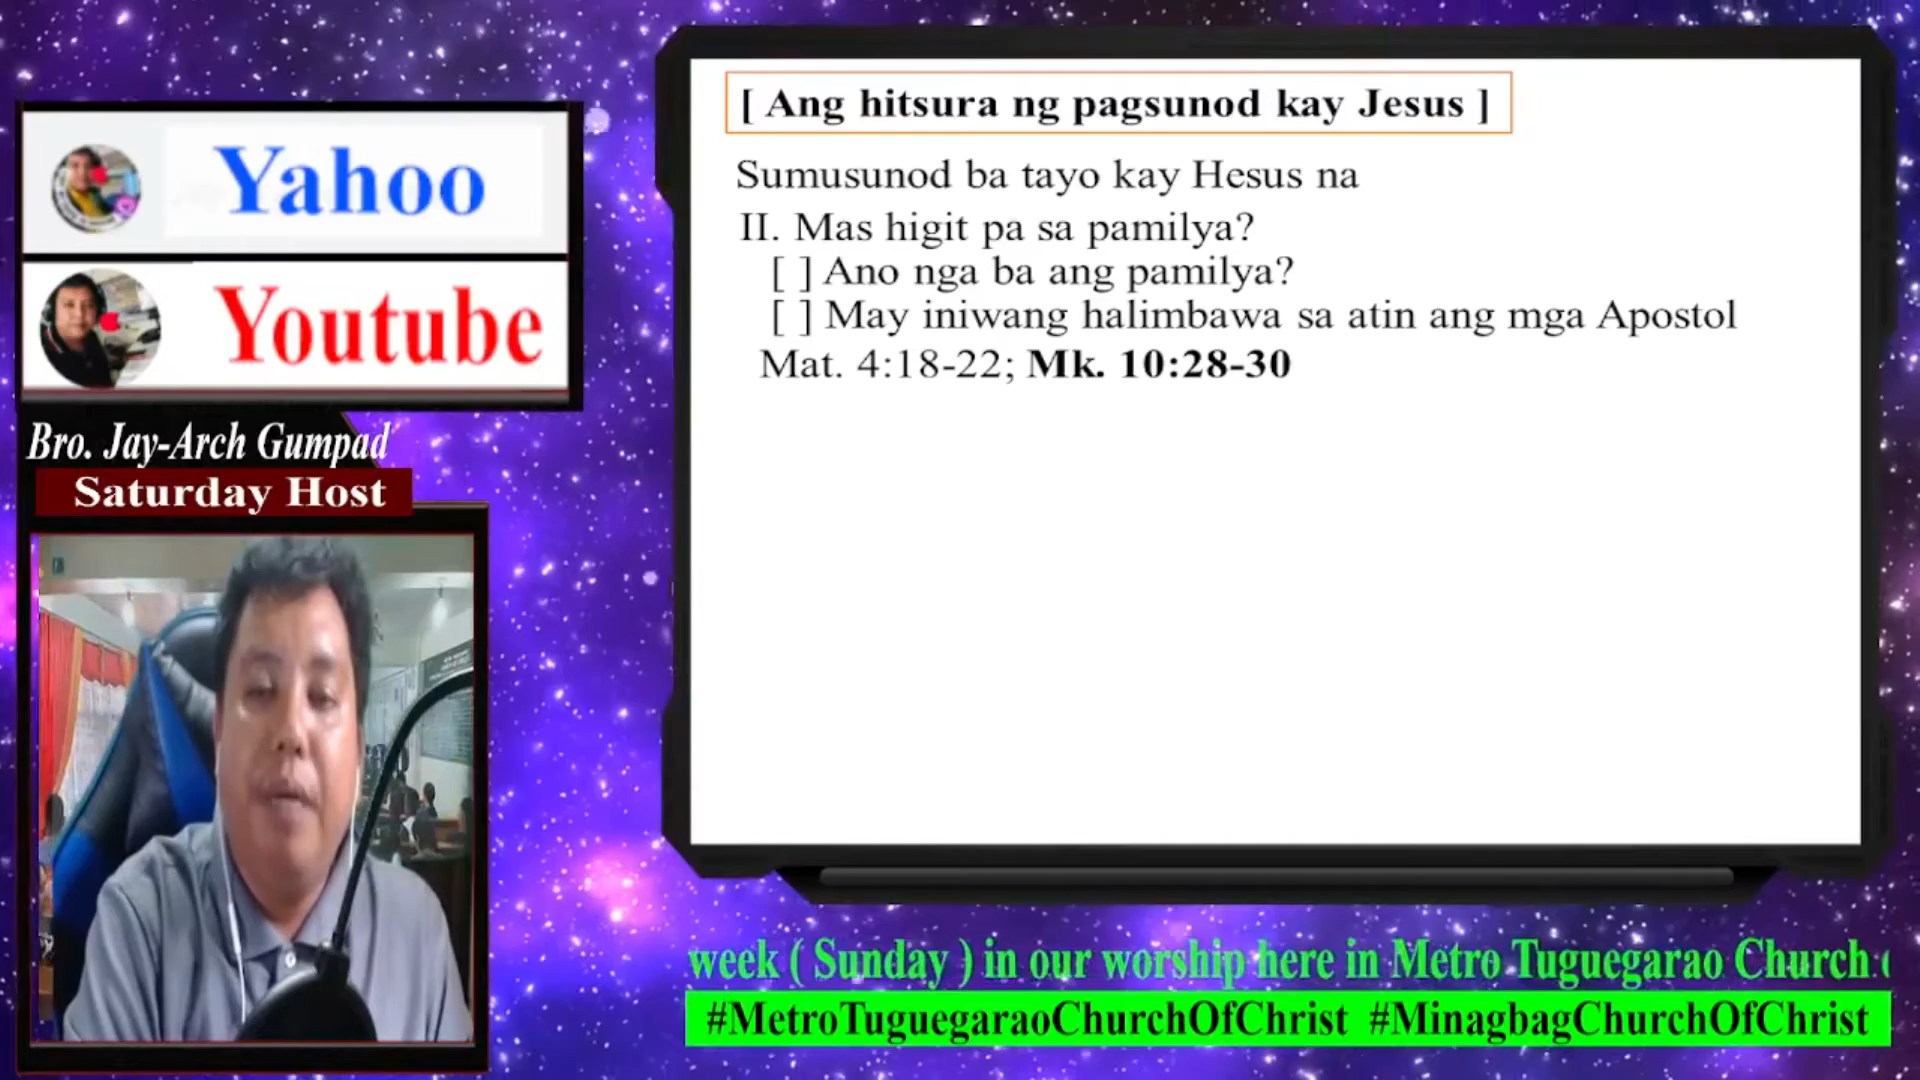 Yahoo
Youtube
Bro. Jay-Arch Gumpad
Saturday Host
[ Ang hitsura ng pagsunod kay Jesus ]
Sumusunod ba tayo kay Hesus na
II. Mas higit pa sa pamilya?
[ ] Ano nga ba ang pamilya?
[ ] May iniwang halimbawa sa atin ang mga Apostol
Mat. 4:18-22; Mk. 10:28-30
week ( Sunday ) in our worship here in Metro Tuguegarao Church
#MetroTuguegaraoChurchOfChrist #MinagbagChurchOfChrist